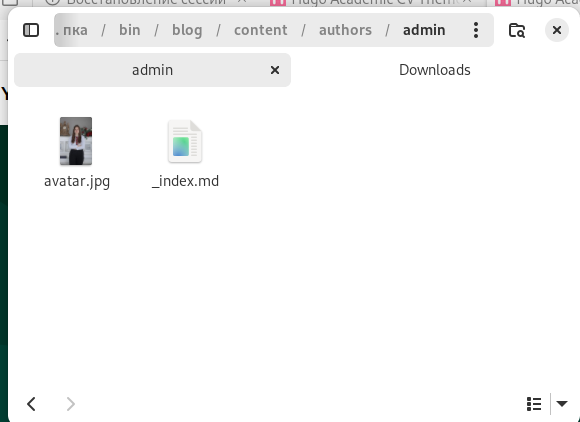 Восстановление сессии
Hugo Academic CV Theme
Hugo Aca
.пка / bin / blog / content / authors / admin
admin
Downloads
avatar.jpg
_index.md